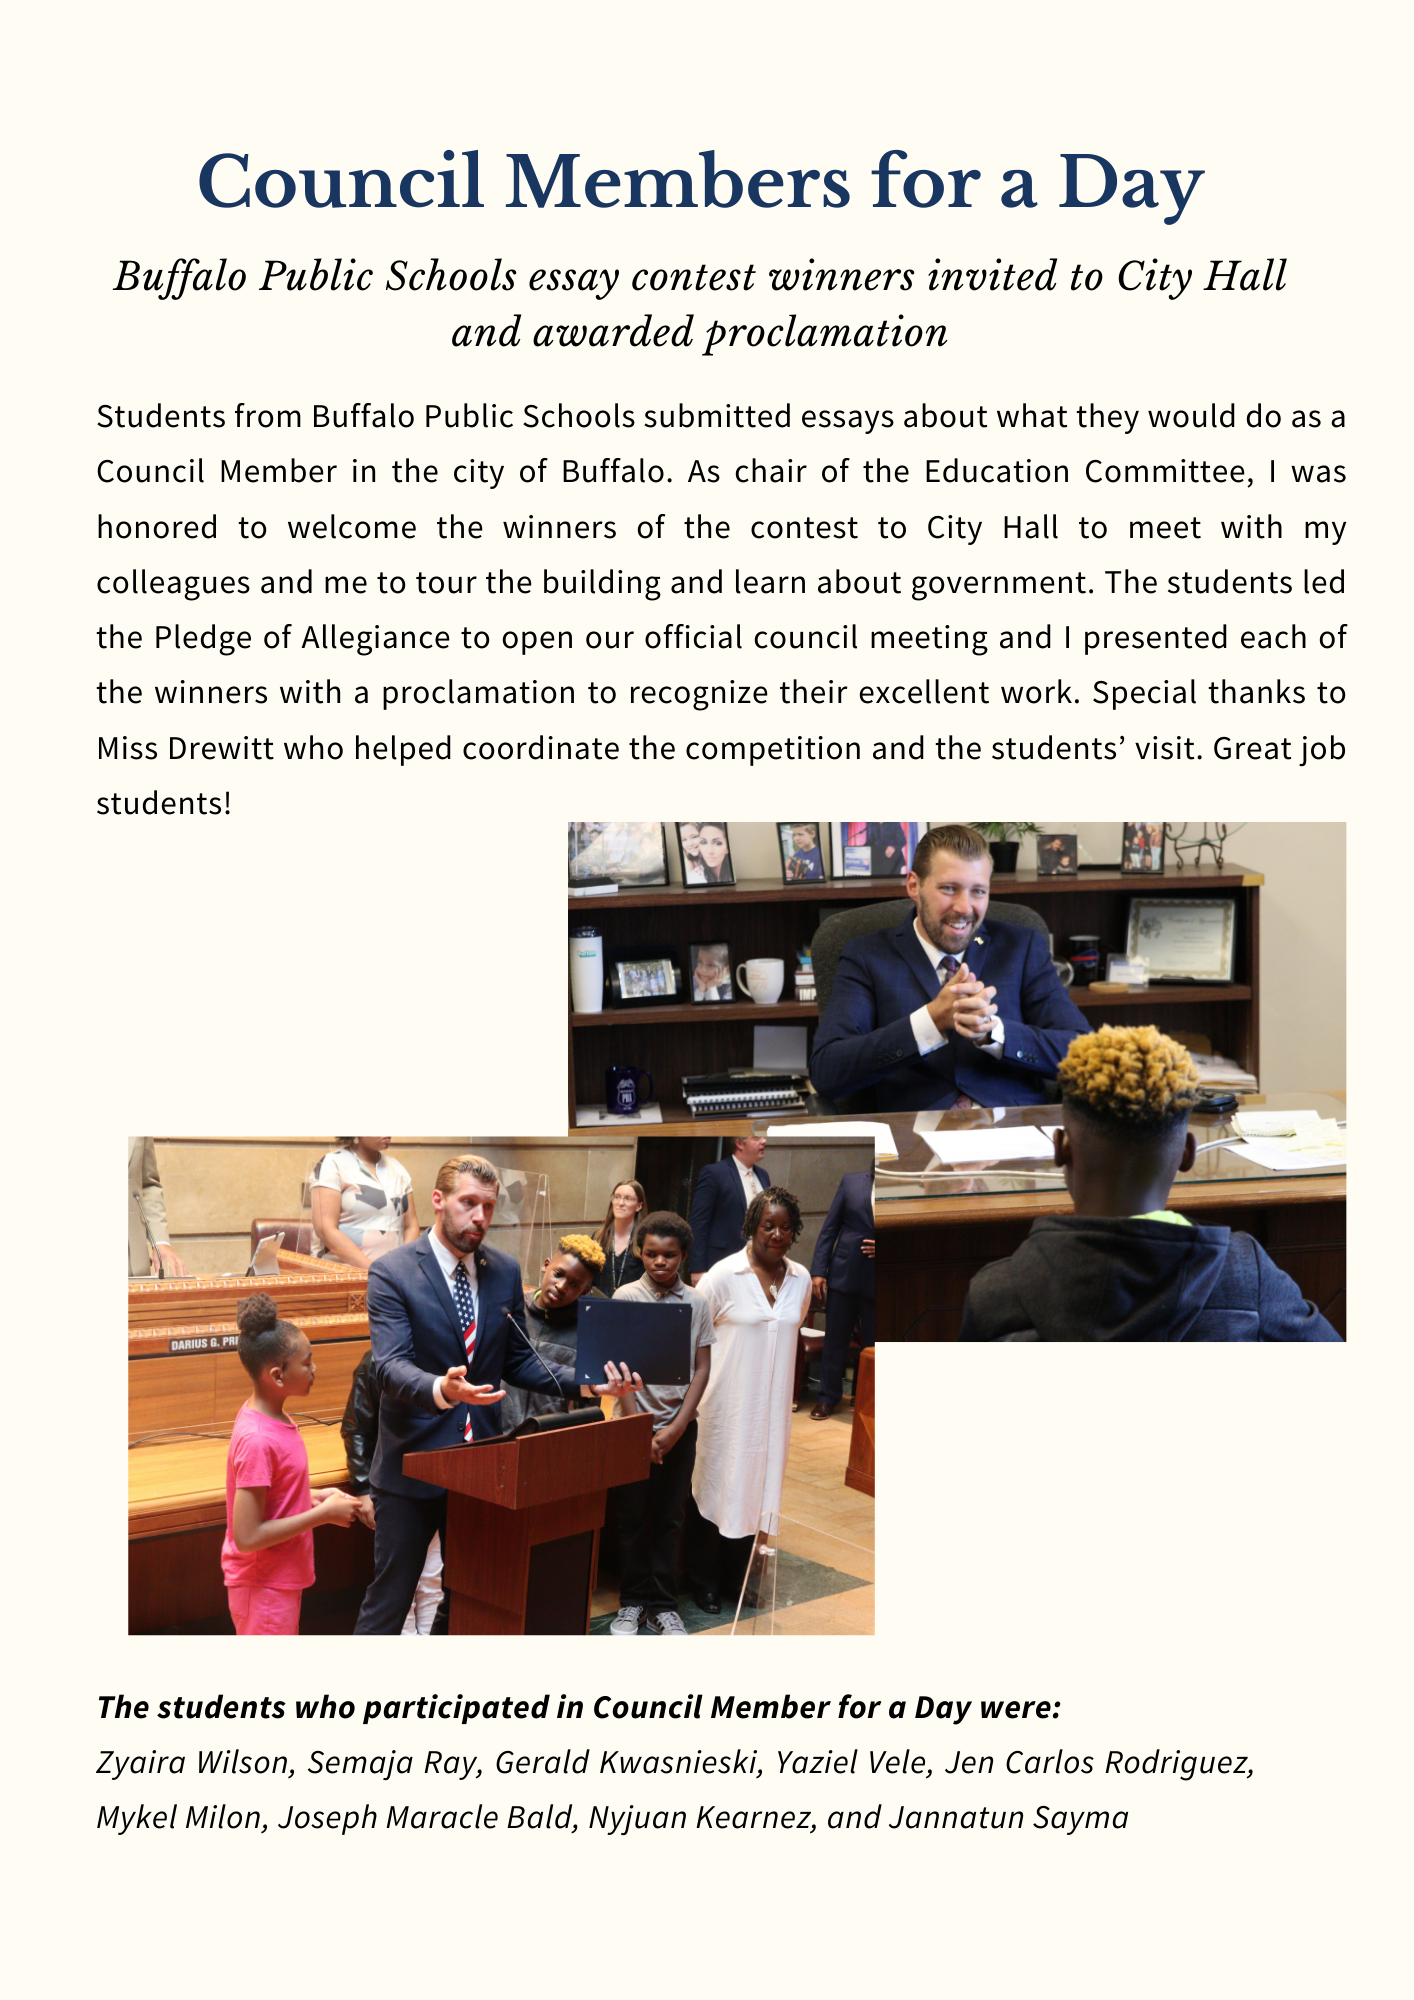 Council Members for a Day
Buffalo Public Schools essay contest winners invited to City Hall
and awarded proclamation
Students from Buffalo Public Schools submitted essays about what they would do as a
Council Member in the city of Buffalo. As chair of the Education Committee, I was
honored to welcome the winners of the contest to City Hall to meet with my
colleagues and me to tour the building and learn about government. The students led
the Pledge of Allegiance to open our official council meeting and I presented each of
the winners with a proclamation to recognize their excellent work. Special thanks to
Miss Drewitt who helped coordinate the competition and the students’ visit. Great job
students!
PBA
DARIUS G. PRI
The students who participated in Council Member for a Day were:
Zyaira Wilson, Semaja Ray, Gerald Kwasnieski, Yaziel Vele, Jen Carlos Rodriguez,
Mykel Milon, Joseph Maracle Bald, Nyjuan Kearnez, and Jannatun Sayma